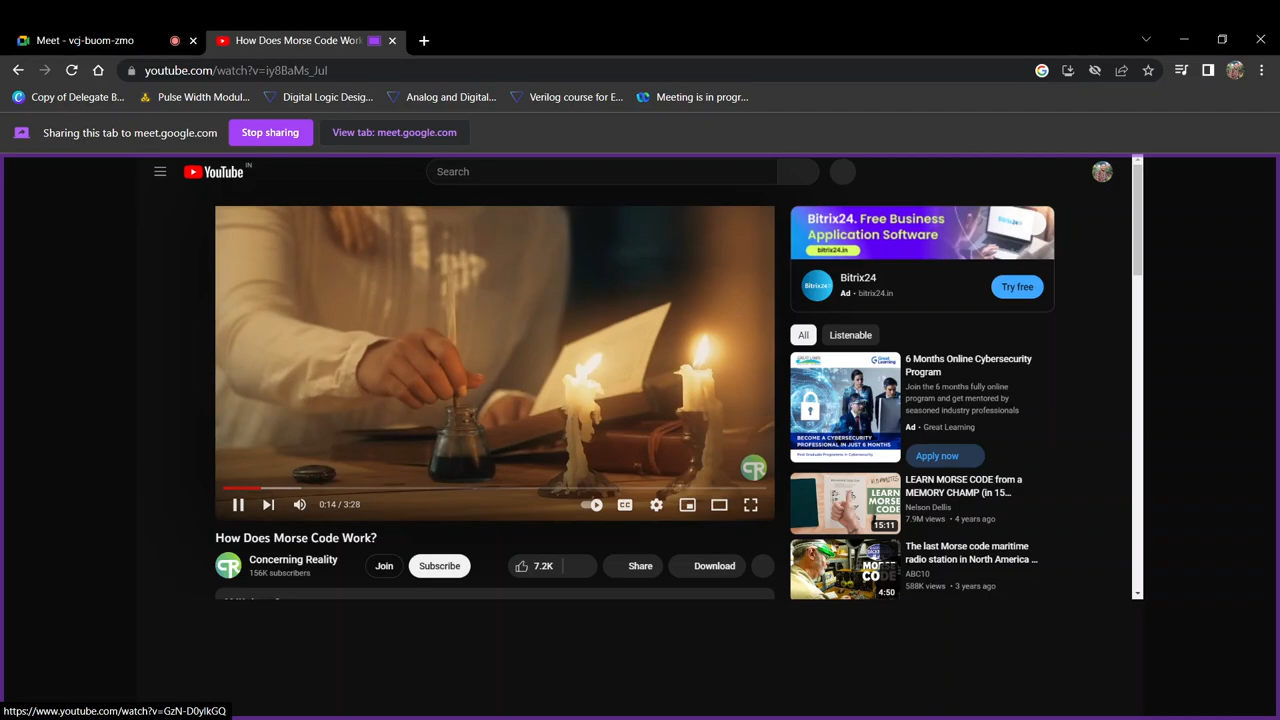 Meet - vcj-buom-zmo
How Does Morse Code Work
youtube.com/watch?v=iy8BaMs_JuI
Copy of Delegate B...
Pulse Width Modul...
Digital Logic Desig...
Analog and Digital...
Verilog course for E...
Meeting is in progr...
Sharing this tab to meet.google.com
Stop sharing
View tab: meet.google.com
YouTube IN
Search
Bitrix24. Free Business
Application Software
bitrix24.in
Bitrix24
Ad • bitrix24.in
Try free
All
Listenable
6 Months Online Cybersecurity
Program
Join the 6 months fully online
program and get mentored by
seasoned industry professionals
Ad • Great Learning
Apply now
Great Learning
BECOME A CYBERSECURITY
PROFESSIONAL IN JUST 6 MONTHS
LEARN MORSE CODE from a
MEMORY CHAMP (in 15...
Nelson Dellis
7.9M views • 4 years ago
LEARN
MORSE
CODE
15:11
The last Morse code maritime
radio station in North America ...
ABC10
588K views • 3 years ago
4:50
CR
0:14 / 3:28
CC
How Does Morse Code Work?
Concerning Reality
156K subscribers
Join
Subscribe
7.2K
Share
Download
https://www.youtube.com/watch?v=GzN-D0yIkGQ